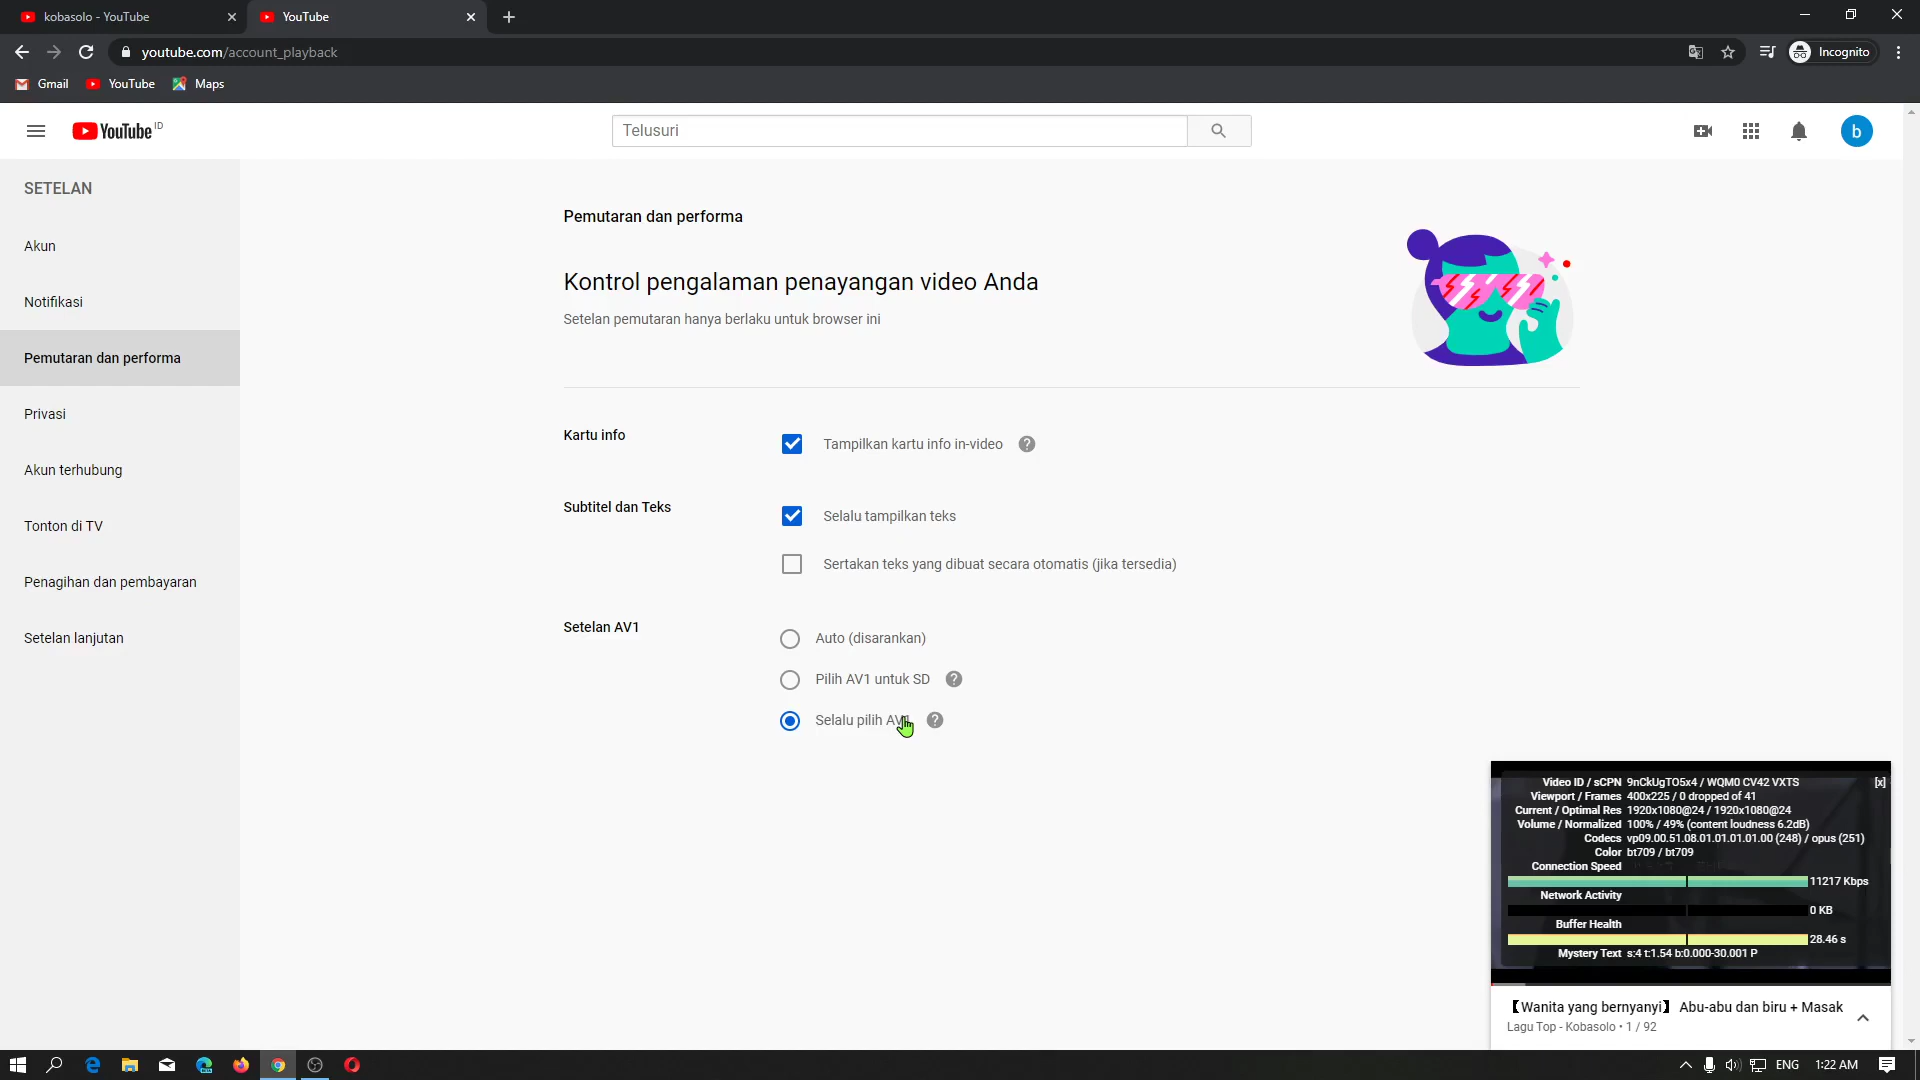 kobasolo - YouTube
YouTube
youtube.com/account_playback
Incognito
Gmail
YouTube
Maps
YouTube ID
Telusuri
b
SETELAN
Akun
Notifikasi
Pemutaran dan performa
Privasi
Akun terhubung
Tonton di TV
Penagihan dan pembayaran
Setelan lanjutan
Pemutaran dan performa
Kontrol pengalaman penayangan video Anda
Setelan pemutaran hanya berlaku untuk browser ini
Kartu info
Tampilkan kartu info in-video
Subtitel dan Teks
Selalu tampilkan teks
Sertakan teks yang dibuat secara otomatis (jika tersedia)
Setelan AV1
Auto (disarankan)
Pilih AV1 untuk SD
Selalu pilih AV1
Video ID / sCPN 9nCkUgTO5x4 / WQM0 CV42 VXTS [x]
Viewport / Frames 400x225 / 0 dropped of 41
Current / Optimal Res 1920x1080@24 / 1920x1080@24
Volume / Normalized 100% / 49% (content loudness 6.2dB)
Codecs vp09.00.51.08.01.01.01.01.00 (248) / opus (251)
Color bt709 / bt709
Connection Speed
11217 Kbps
Network Activity
0 KB
Buffer Health
28.46 s
Mystery Text s:4 t:1.54 b:0.000-30.001 P
【Wanita yang bernyanyi】 Abu-abu dan biru + Masak
Lagu Top - Kobasolo • 1 / 92
ENG
1:22 AM